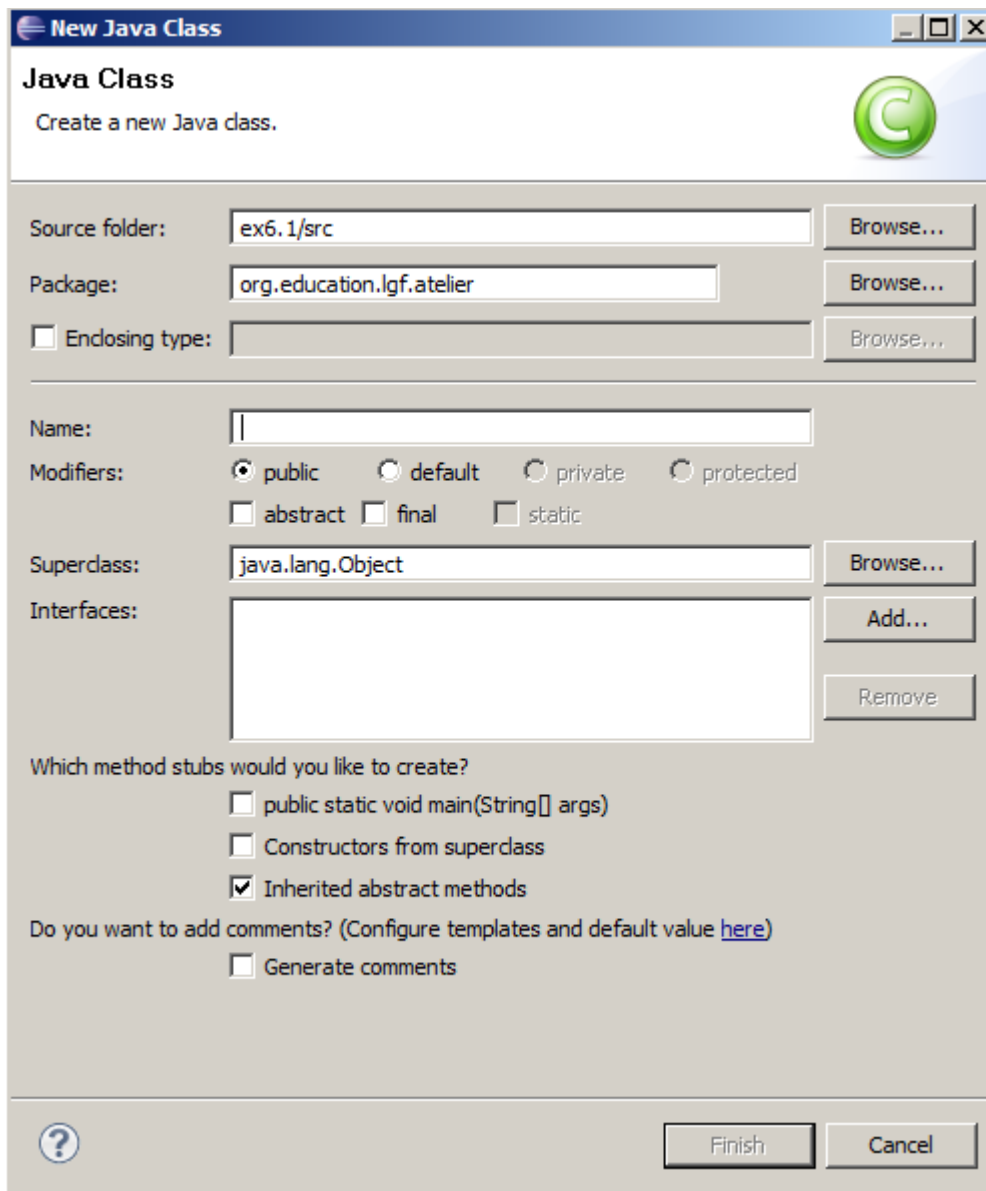 New Java Class
Java Class
Create a new Java class.
C
Source folder: ex6.1/src Browse...
Package: org.education.lgf.atelier Browse...
Enclosing type: Browse...
Name:
Modifiers: public default private protected
abstract final static
Superclass: java.lang.Object Browse...
Interfaces: Add...
Remove
Which method stubs would you like to create?
public static void main(String[] args)
Constructors from superclass
Inherited abstract methods
Do you want to add comments? (Configure templates and default value here)
Generate comments
? Finish Cancel